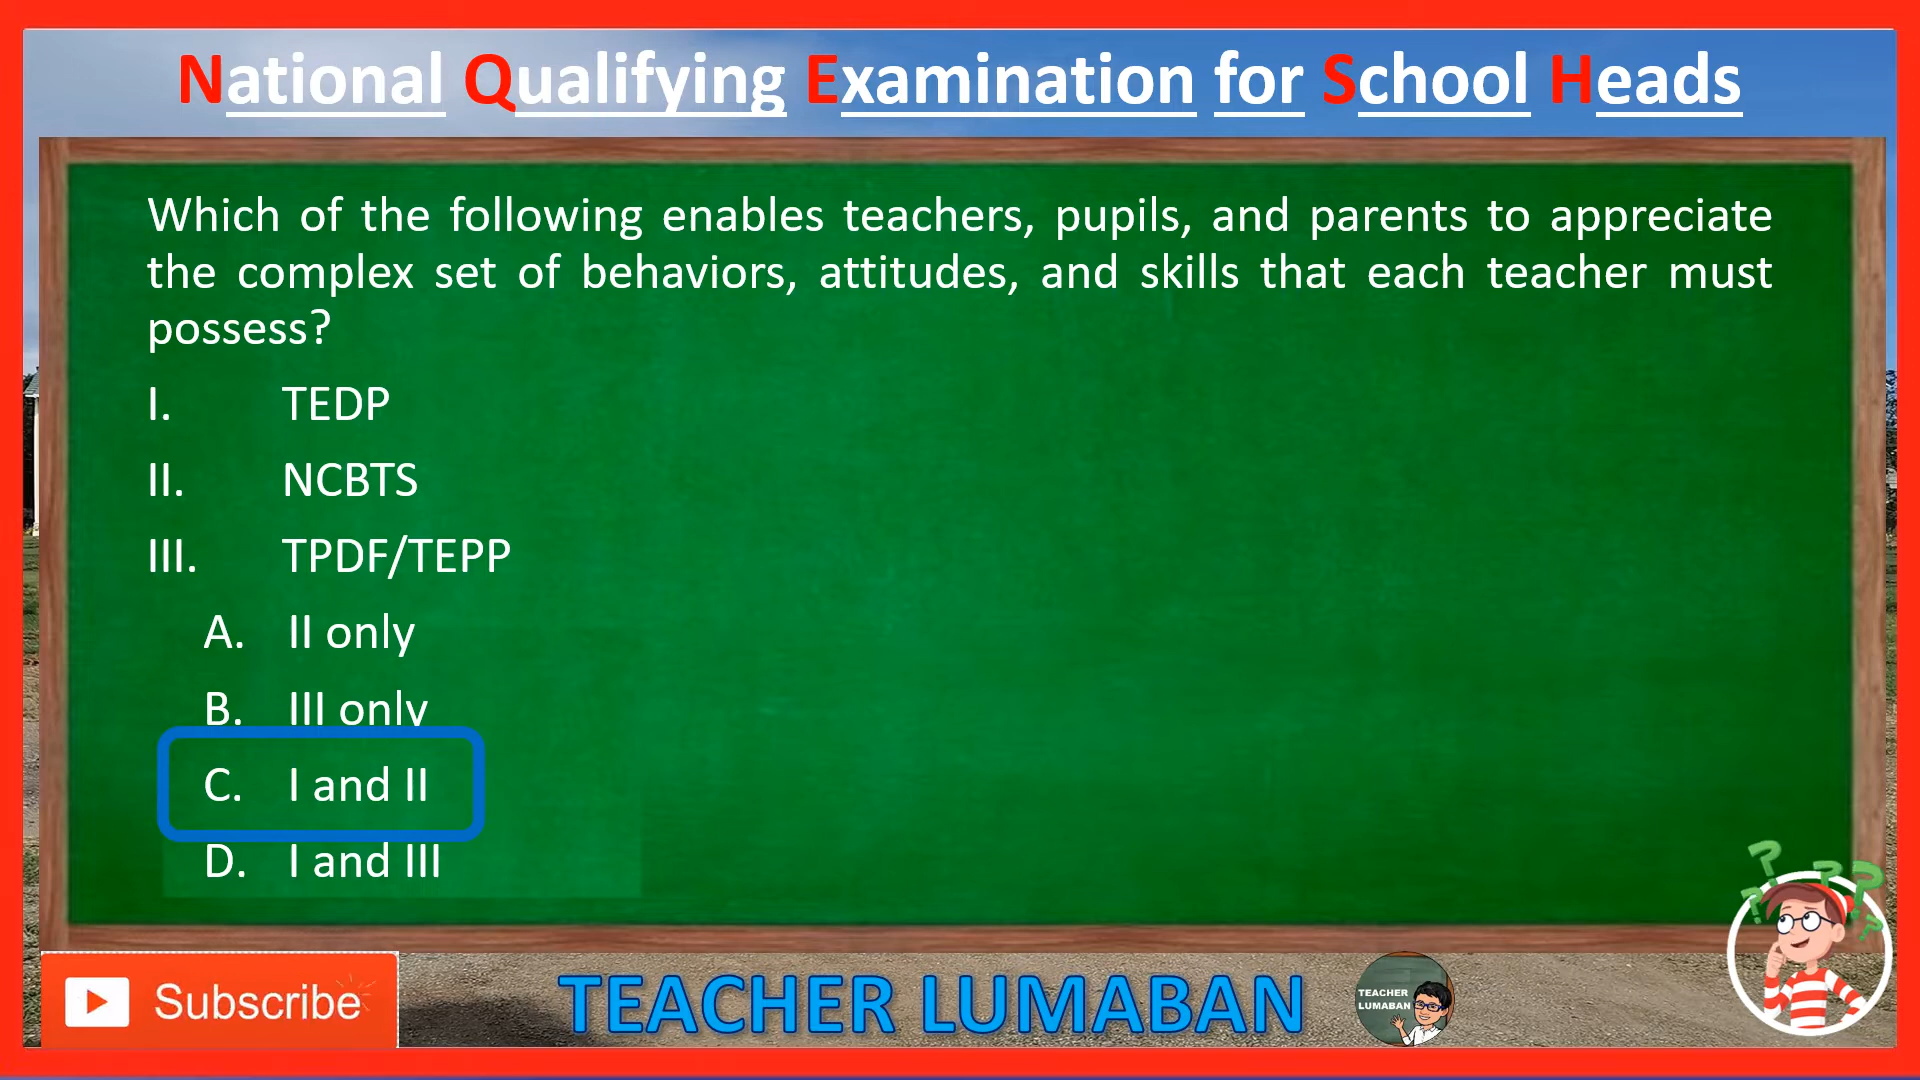 National Qualifying Examination for School Heads
Which of the following enables teachers, pupils, and parents to appreciate
the complex set of behaviors, attitudes, and skills that each teacher must
possess?
I. TEDP
II. NCBTS
III. TPDF/TEPP
A. II only
B. III only
C. I and II
D. I and III
Subscribe
TEACHER LUMABAN
TEACHER
LUMABAN